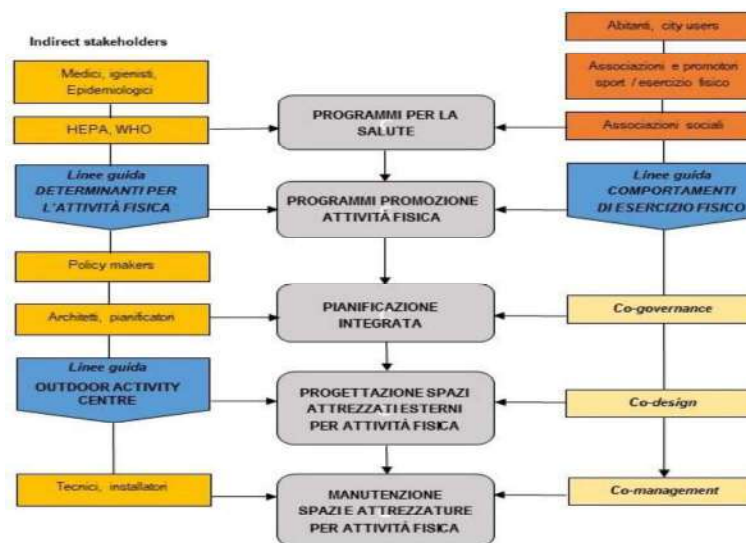 Indirect stakeholders
Medici, igienisti,
Epidemiologici
HEPA, WHO
Linee guida
DETERMINANTI PER
L'ATTIVITÀ FISICA
Policy makers
Architetti, pianificatori
Linee guida
OUTDOOR ACTIVITY
CENTRE
Tecnici, installatori
PROGRAMMI PER LA
SALUTE
PROGRAMMI PROMOZIONE
ATTIVITÀ FISICA
PIANIFICAZIONE
INTEGRATA
PROGETTAZIONE SPAZI
ATTREZZATI ESTERNI
PER ATTIVITÀ FISICA
MANUTENZIONE
SPAZI E ATTREZZATURE
PER ATTIVITÀ FISICA
Abitanti, city users
Associazioni e promotori
sport / esercizio fisico
Associazioni sociali
Linee guida
COMPORTAMENTI
DI ESERCIZIO FISICO
Co-governance
Co-design
Co-management